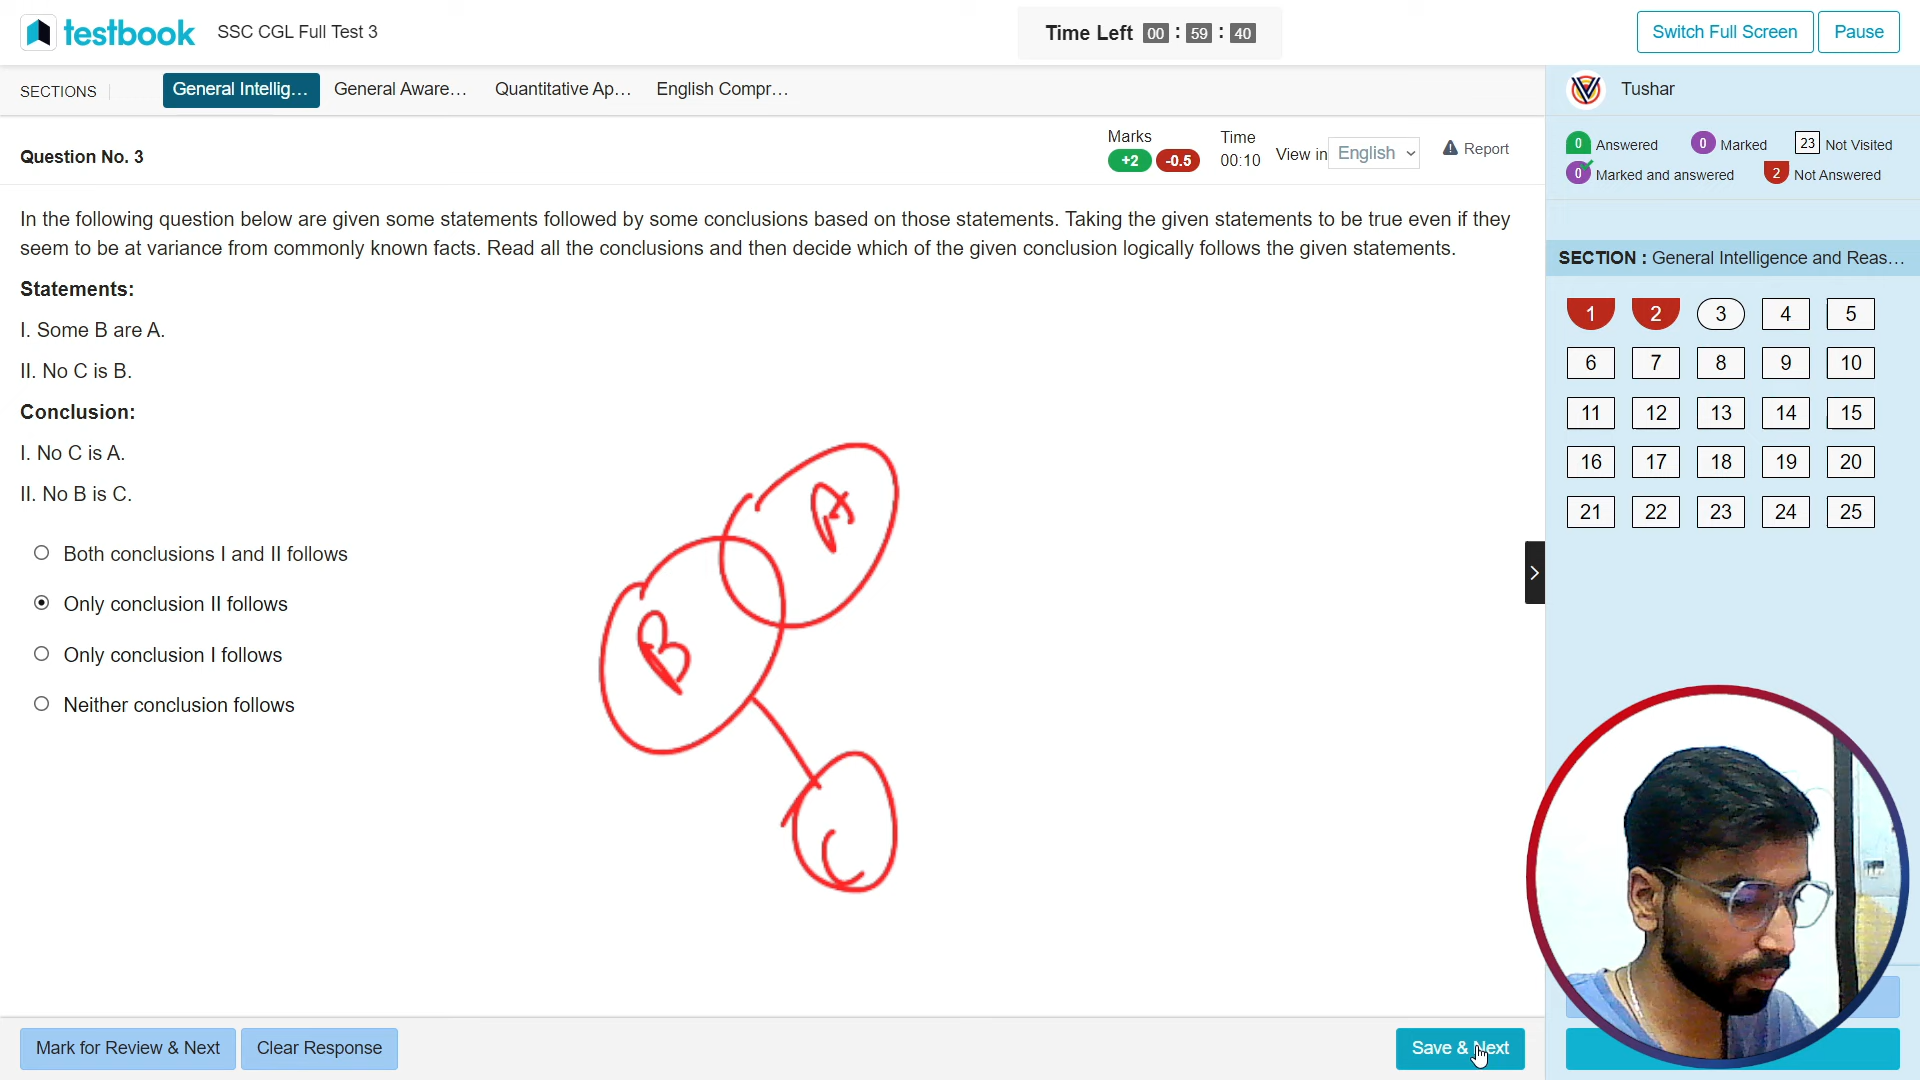 testbook SSC CGL Full Test 3
Time Left 00 : 59 : 40
Switch Full Screen
Pause
SECTIONS
General Intellig...
General Aware...
Quantitative Ap...
English Compr...
Tushar
Question No. 3
Marks
+2 -0.5
Time
00:10
View in English
Report
0 Answered
0 Marked
23 Not Visited
0 Marked and answered
2 Not Answered
In the following question below are given some statements followed by some conclusions based on those statements. Taking the given statements to be true even if they
seem to be at variance from commonly known facts. Read all the conclusions and then decide which of the given conclusion logically follows the given statements.
Statements:
I. Some B are A.
II. No C is B.
Conclusion:
I. No C is A.
II. No B is C.
Both conclusions I and II follows
Only conclusion II follows
Only conclusion I follows
Neither conclusion follows
A
B
C
SECTION : General Intelligence and Reas...
1 2 3 4 5
6 7 8 9 10
11 12 13 14 15
16 17 18 19 20
21 22 23 24 25
Mark for Review & Next
Clear Response
Save & Next